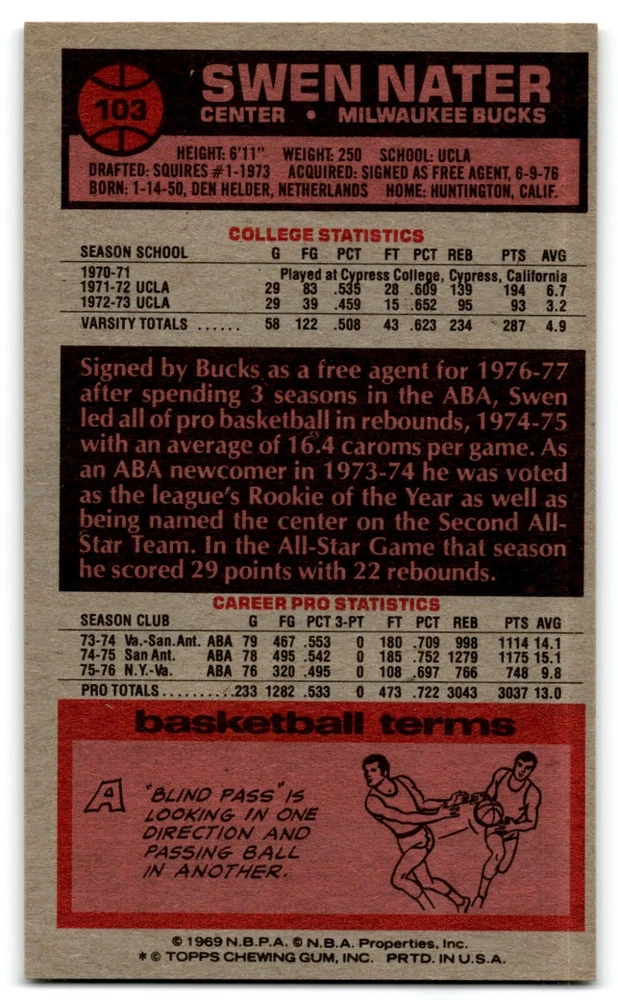 103
SWEN NATER
CENTER • MILWAUKEE BUCKS
HEIGHT: 6'11" WEIGHT: 250 SCHOOL: UCLA
DRAFTED: SQUIRES #1-1973 ACQUIRED: SIGNED AS FREE AGENT, 6-9-76
BORN: 1-14-50, DEN HELDER, NETHERLANDS HOME: HUNTINGTON, CALIF.
COLLEGE STATISTICS
SEASON SCHOOL G FG PCT FT PCT REB PTS AVG
1970-71 Played at Cypress College, Cypress, California
1971-72 UCLA 29 83 .535 28 .609 139 194 6.7
1972-73 UCLA 29 39 .459 15 .652 95 93 3.2
VARSITY TOTALS ...... 58 122 .508 43 .623 234 287 4.9
Signed by Bucks as a free agent for 1976-77
after spending 3 seasons in the ABA, Swen
led all of pro basketball in rebounds, 1974-75
with an average of 16.4 caroms per game. As
an ABA newcomer in 1973-74 he was voted
as the league's Rookie of the Year as well as
being named the center on the Second All-
Star Team. In the All-Star Game that season
he scored 29 points with 22 rebounds.
CAREER PRO STATISTICS
SEASON CLUB G FG PCT 3-PT FT PCT REB PTS AVG
73-74 Va.-San.Ant. ABA 79 467 .553 0 180 .709 998 1114 14.1
74-75 San Ant. ABA 78 495 .542 0 185 .752 1279 1175 15.1
75-76 N.Y.-Va. ABA 76 320 .495 0 108 .697 766 748 9.8
PRO TOTALS.......... 233 1282 .533 0 473 .722 3043 3037 13.0
basketball terms
A "BLIND PASS" IS
LOOKING IN ONE
DIRECTION AND
PASSING BALL
IN ANOTHER.
© 1969 N.B.P.A. © N.B.A. Properties, Inc.
* © TOPPS CHEWING GUM, INC. PRTD. IN U.S.A.